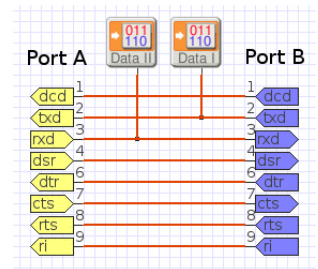 011 110 011 110
Data II Data I
Port A Port B
1
dcd dcd
2
txd txd
3
rxd rxd
4
dsr dsr
6
dtr dtr
7
cts cts
8
rts rts
9
ri ri
1
2
3
4
6
7
8
9